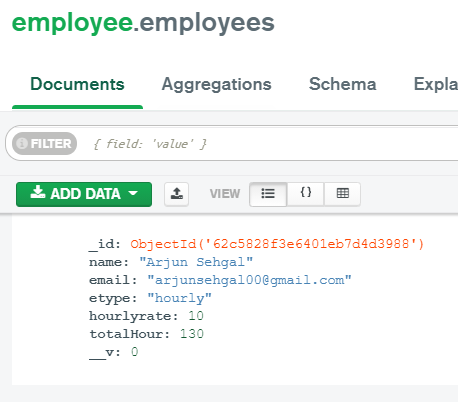 employee.employees
Documents Aggregations Schema Expla
FILTER { field: 'value' }
ADD DATA VIEW { }
_id: ObjectId('62c5828f3e6401eb7d4d3988')
name: "Arjun Sehgal"
email: "arjunsehgal00@gmail.com"
etype: "hourly"
hourlyrate: 10
totalHour: 130
__v: 0